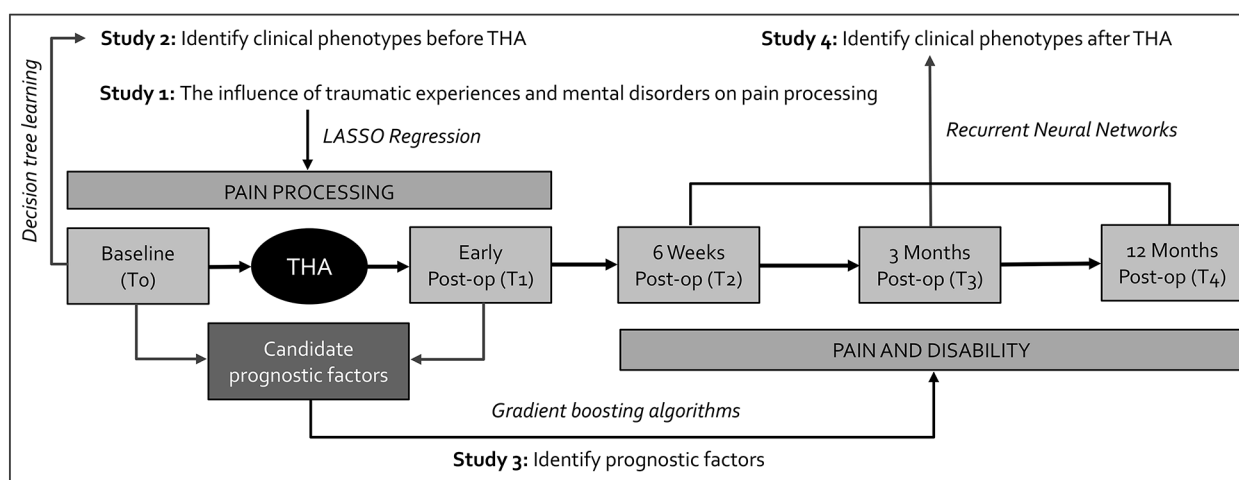 Study 2: Identify clinical phenotypes before THA
Study 4: Identify clinical phenotypes after THA
Decision tree learning
Study 1: The influence of traumatic experiences and mental disorders on pain processing
LASSO Regression
Recurrent Neural Networks
PAIN PROCESSING
Baseline
(T0)
THA
Early
Post-op (T1)
6 Weeks
Post-op (T2)
3 Months
Post-op (T3)
12 Months
Post-op (T4)
Candidate
prognostic factors
PAIN AND DISABILITY
Gradient boosting algorithms
Study 3: Identify prognostic factors